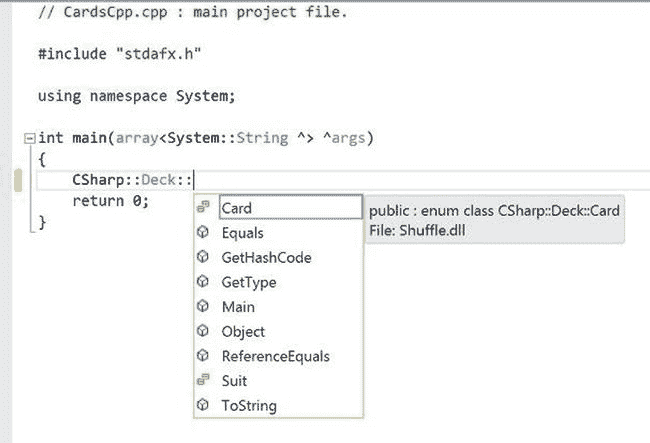 // CardsCpp.cpp : main project file.
#include "stdafx.h"
using namespace System;
int main(array<System::String ^> ^args)
{
CSharp::Deck::
return 0;
}
Card
Equals
GetHashCode
GetType
Main
Object
ReferenceEquals
Suit
ToString
public : enum class CSharp::Deck::Card
File: Shuffle.dll